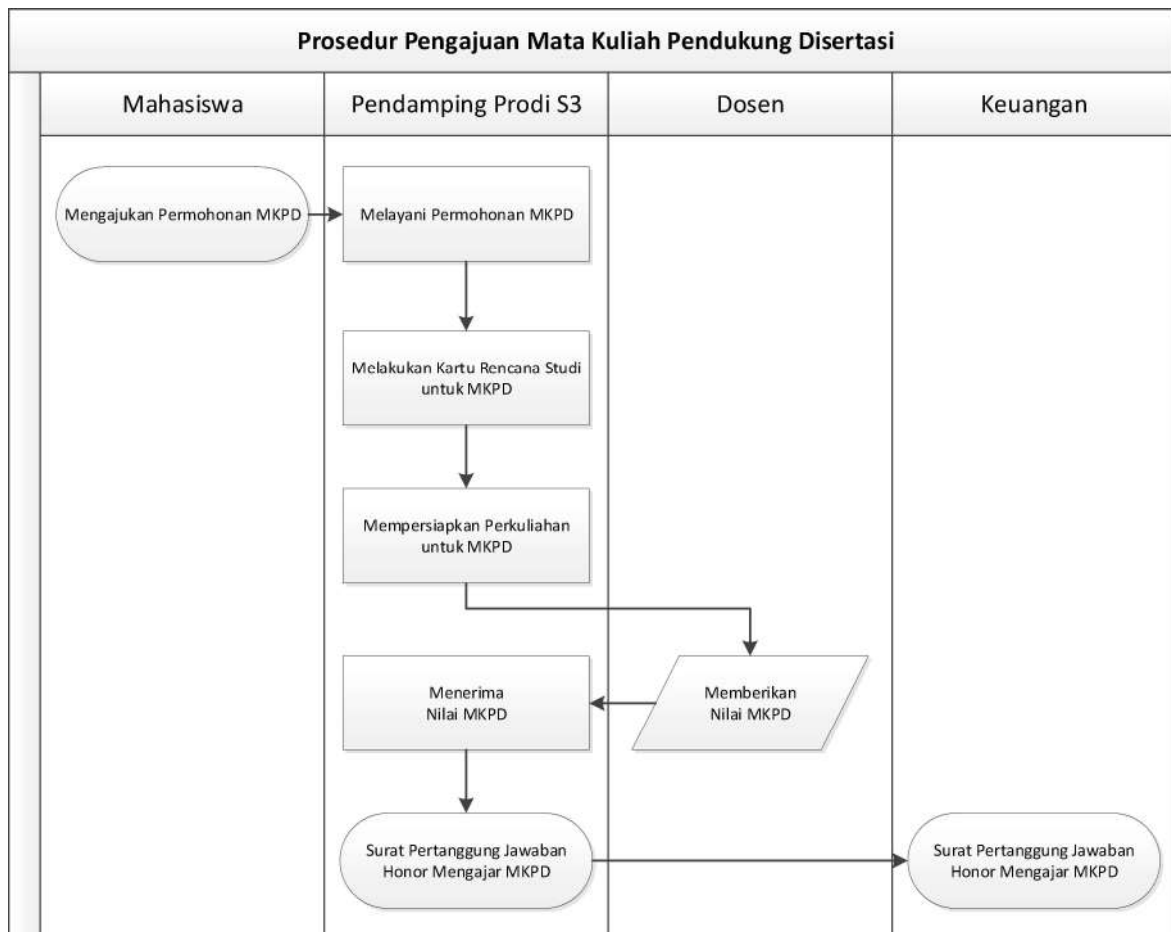 Prosedur Pengajuan Mata Kuliah Pendukung Disertasi
Mahasiswa
Pendamping Prodi S3
Dosen
Keuangan
Mengajukan Permohonan MKPD
Melayani Permohonan MKPD
Melakukan Kartu Rencana Studi
untuk MKPD
Mempersiapkan Perkuliahan
untuk MKPD
Memberikan
Nilai MKPD
Menerima
Nilai MKPD
Surat Pertanggung Jawaban
Honor Mengajar MKPD
Surat Pertanggung Jawaban
Honor Mengajar MKPD